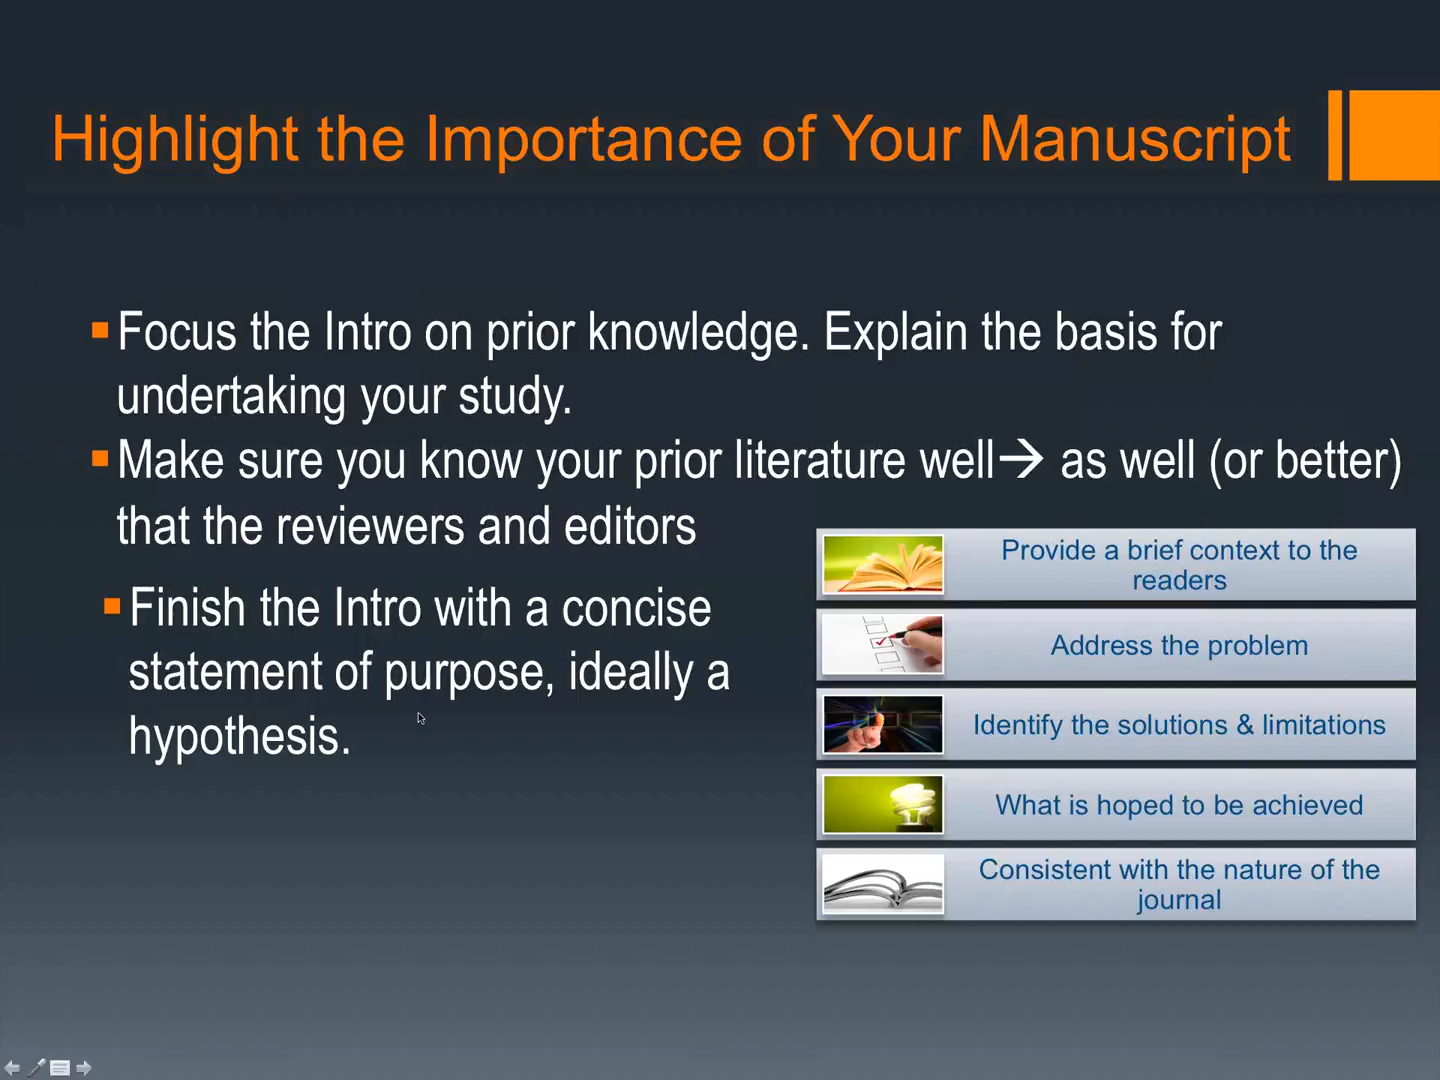 Highlight the Importance of Your Manuscript
Focus the Intro on prior knowledge. Explain the basis for
undertaking your study.
Make sure you know your prior literature well→ as well (or better)
that the reviewers and editors
Finish the Intro with a concise
statement of purpose, ideally a
hypothesis.
Provide a brief context to the
readers
Address the problem
Identify the solutions & limitations
What is hoped to be achieved
Consistent with the nature of the
journal